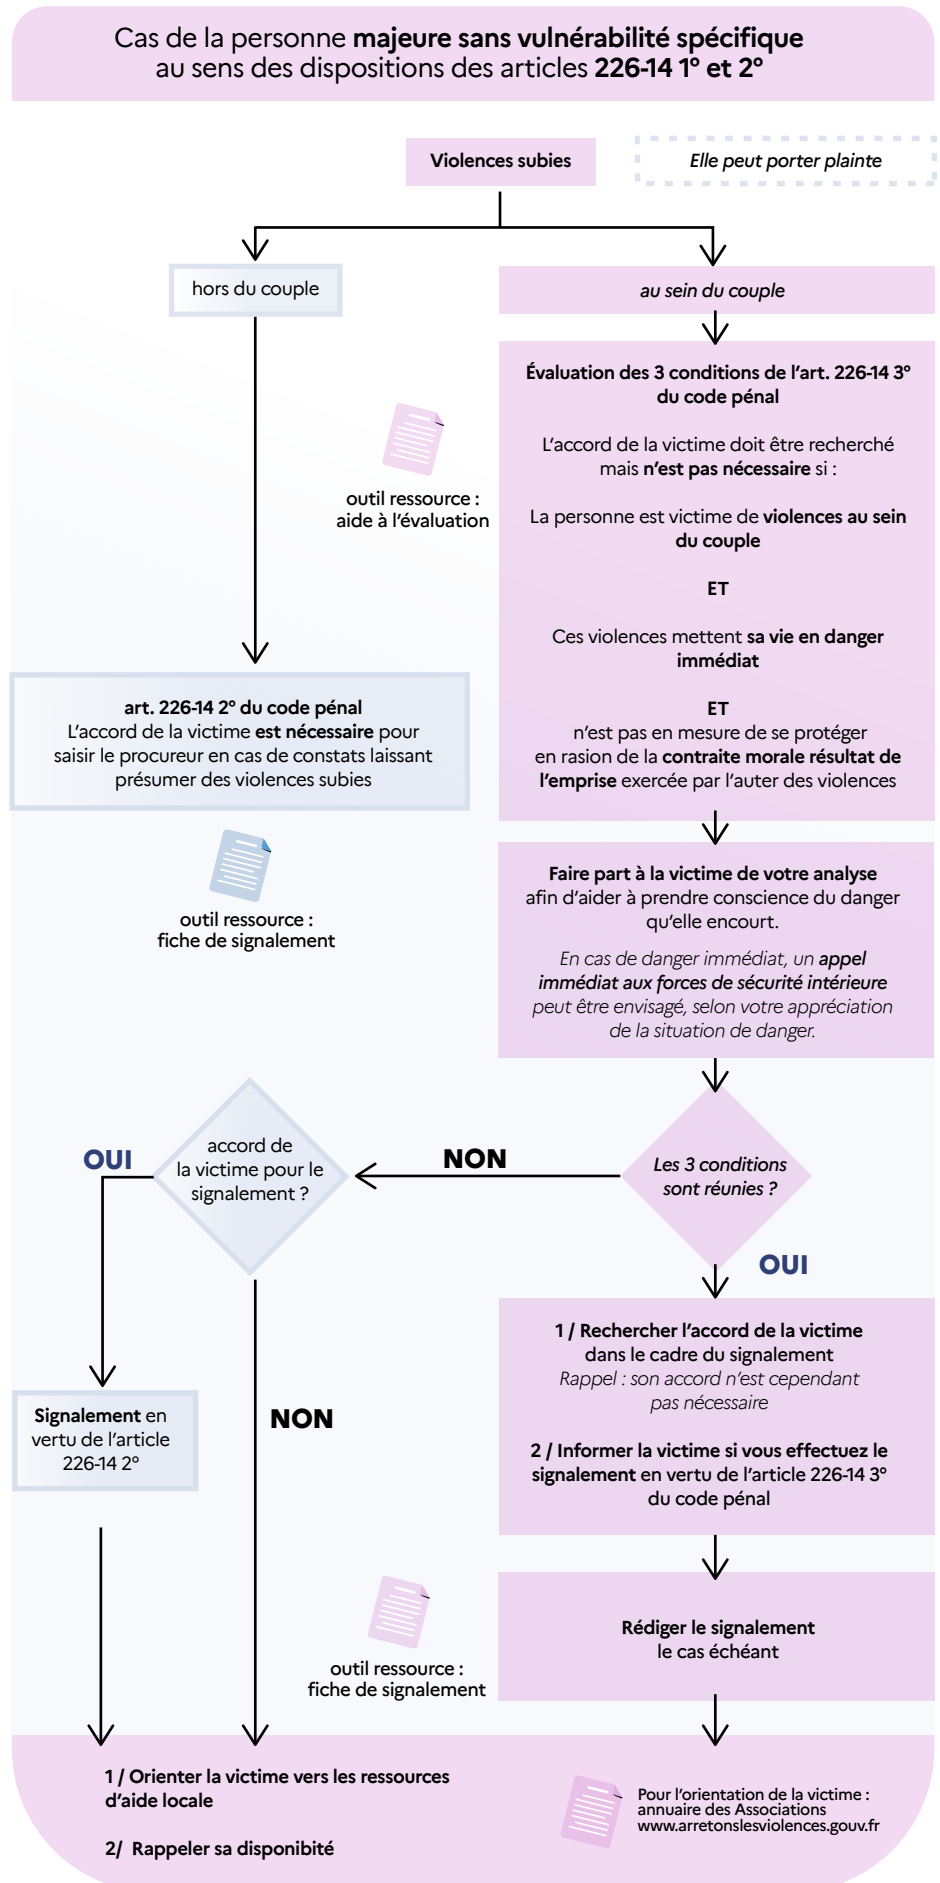 Cas de la personne majeure sans vulnérabilité spécifique
au sens des dispositions des articles 226-14 1° et 2°
Violences subies
Elle peut porter plainte
hors du couple
au sein du couple
Évaluation des 3 conditions de l'art. 226-14 3°
du code pénal
L'accord de la victime doit être recherché
mais n'est pas nécessaire si :
La personne est victime de violences au sein
du couple
ET
Ces violences mettent sa vie en danger
immédiat
ET
n'est pas en mesure de se protéger
en rasion de la contraite morale résultat de
l'emprise exercée par l'auter des violences
outil ressource :
aide à l'évaluation
art. 226-14 2° du code pénal
L'accord de la victime est nécessaire pour
saisir le procureur en cas de constats laissant
présumer des violences subies
outil ressource :
fiche de signalement
Faire part à la victime de votre analyse
afin d'aider à prendre conscience du danger
qu'elle encourt.
En cas de danger immédiat, un appel
immédiat aux forces de sécurité intérieure
peut être envisagé, selon votre appréciation
de la situation de danger.
Les 3 conditions
sont réunies ?
NON
OUI
accord de
la victime pour le
signalement ?
OUI
NON
Signalement en
vertu de l'article
226-14 2°
1 / Rechercher l'accord de la victime
dans le cadre du signalement
Rappel : son accord n'est cependant
pas nécessaire
2 / Informer la victime si vous effectuez le
signalement en vertu de l'article 226-14 3°
du code pénal
outil ressource :
fiche de signalement
Rédiger le signalement
le cas échéant
1 / Orienter la victime vers les ressources
d'aide locale
2/ Rappeler sa disponibité
Pour l'orientation de la victime :
annuaire des Associations
www.arretonslesviolences.gouv.fr